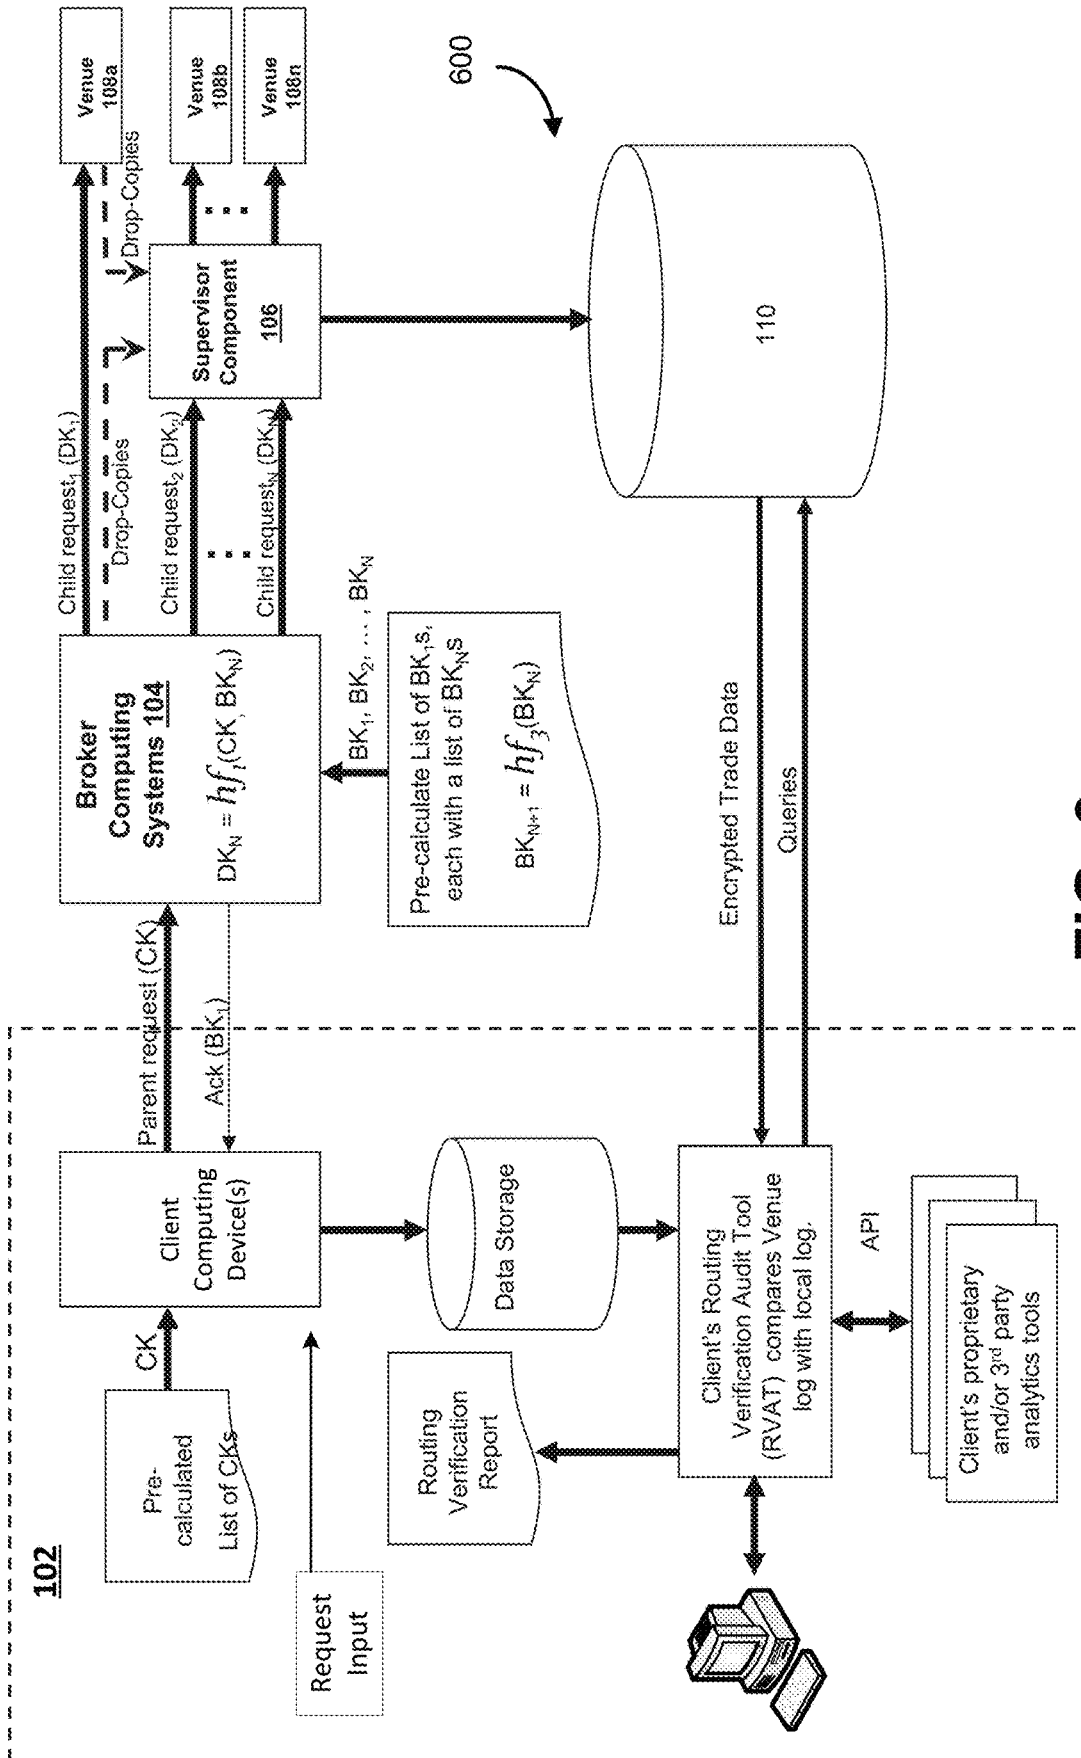 102
Pre-
calculated
List of CKs
CK
Request
Input
Client
Computing
Device(s)
Parent request (CK)
Ack (BK₁)
Broker
Computing
Systems 104
DKN = hf₁(CK, BKN)
Child request₁ (DK₁)
Drop-Copies
Child request₂ (DK₂)
Child requestN (DKN)
Drop-Copies
Supervisor
Component
106
Venue
108a
Venue
108b
Venue
108n
BK₁, BK₂, … , BKN
Pre-calculate List of BK₁s,
each with a list of BKNs
BKN+1 = hf₃(BKN)
600
110
Data Storage
Routing
Verification
Report
Client's Routing
Verification Audit Tool
(RVAT) compares Venue
log with local log.
Encrypted Trade Data
Queries
API
Client's proprietary
and/or 3rd party
analytics tools